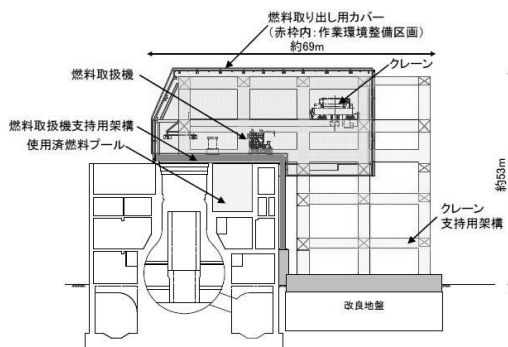 燃料取り出し用カバー
（赤枠内：作業環境整備区画）
約69m
クレーン
燃料取扱機
燃料取扱機支持用架構
使用済燃料プール
約53m
クレーン
支持用架構
改良地盤